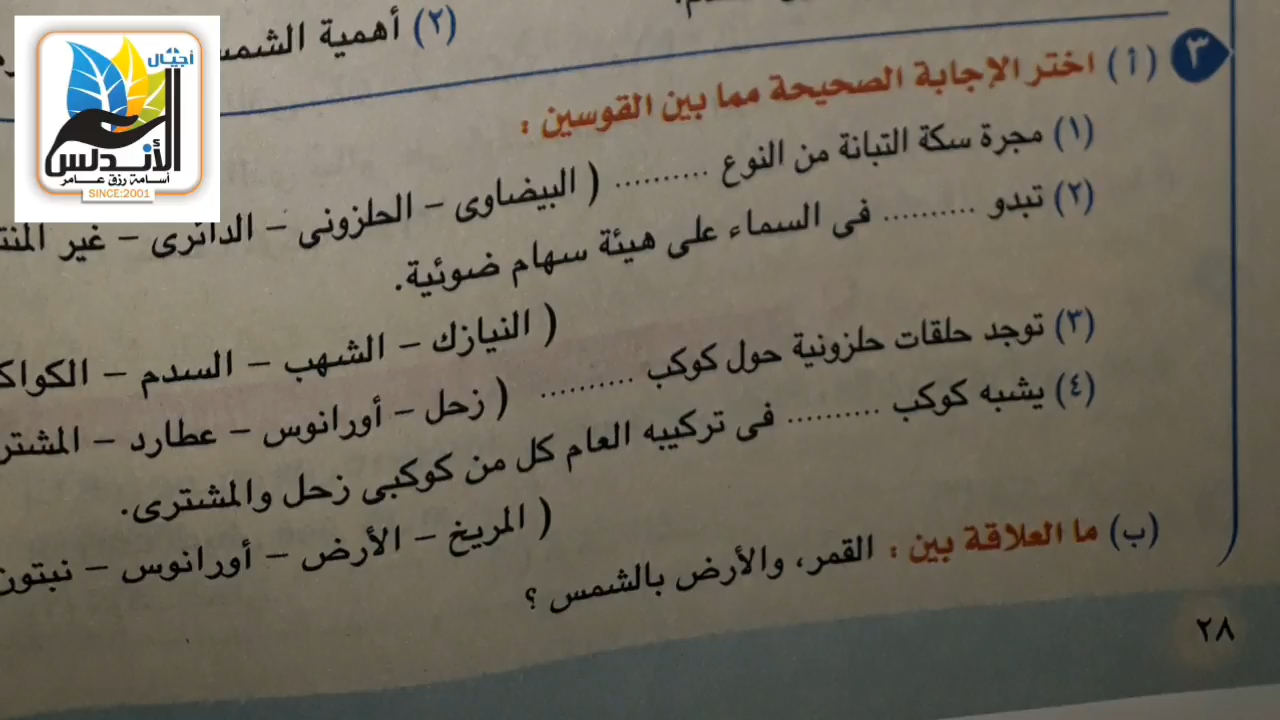 أجيال
الأندلس
أسامة رزق عامر
SINCE:2001
(٢) أهمية الشمس
٣ (أ) اختر الإجابة الصحيحة مما بين القوسين :
(١) مجرة سكة التبانة من النوع .......... ( البيضاوى – الحلزونى – الدائرى – غير
(٢) تبدو .......... فى السماء على هيئة سهام ضوئية.
( النيازك – الشهب – السدم –
(٣) توجد حلقات حلزونية حول كوكب .......... ( زحل – أورانوس – عطارد –
(٤) يشبه كوكب .......... فى تركيبه العام كل من كوكبى زحل والمشترى.
( المريخ – الأرض – أورانوس – نبتون
(ب) ما العلاقة بين : القمر، والأرض بالشمس ؟
٢٨